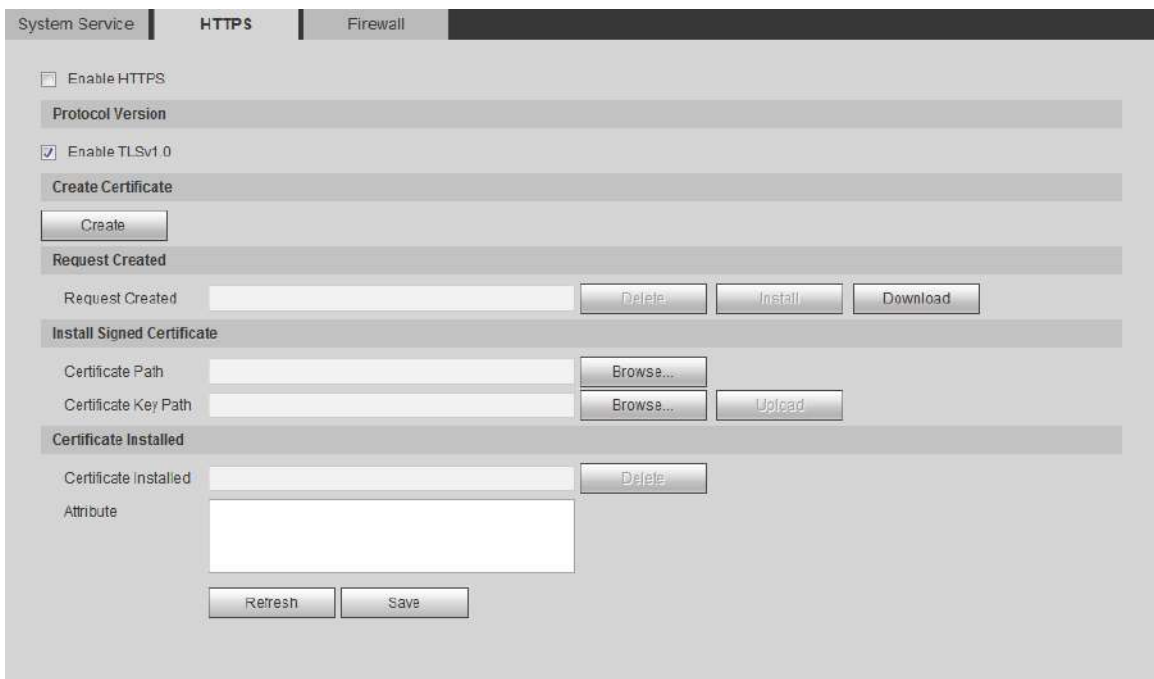 System Service HTTPS Firewall
Enable HTTPS
Protocol Version
Enable TLSv1.0
Create Certificate
Create
Request Created
Request Created Delete Install Download
Install Signed Certificate
Certificate Path Browse...
Certificate Key Path Browse... Upload
Certificate Installed
Certificate Installed Delete
Attribute
Refresh Save